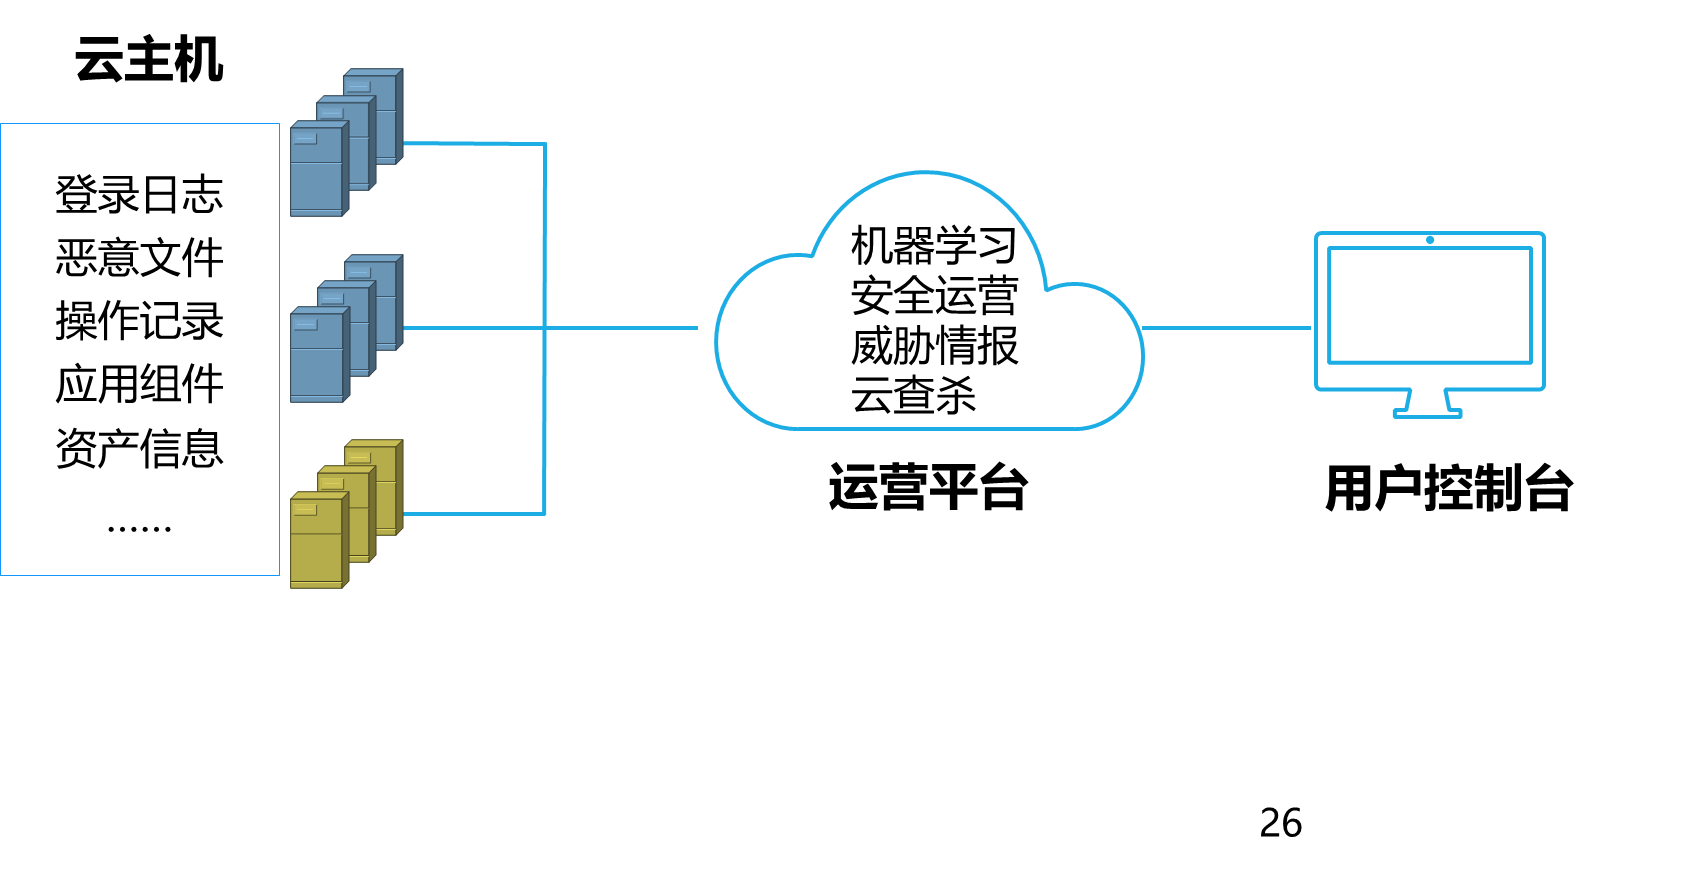 云主机
登录日志
恶意文件
操作记录
应用组件
资产信息
......
机器学习
安全运营
威胁情报
云查杀
运营平台
用户控制台
26